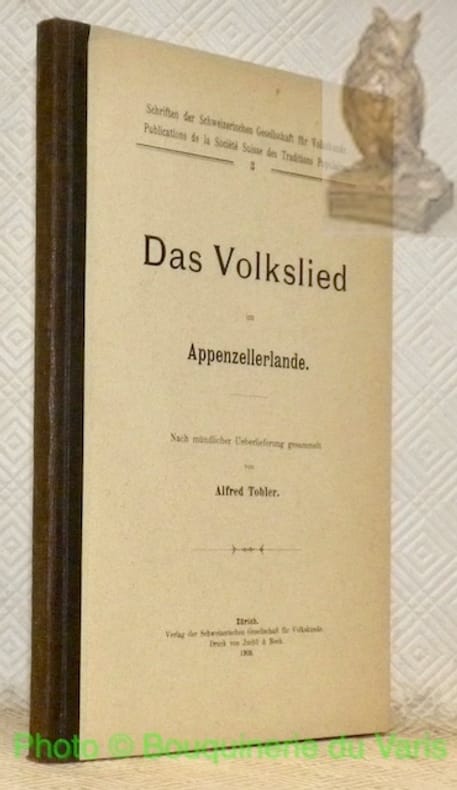 Schriften der Schweizerischen Gesellschaft für Volkskunde
Publications de la Société Suisse des Traditions
3
Das Volkslied
im
Appenzellerlande.
Nach mündlicher Ueberlieferung gesammelt
von
Alfred Tobler.
Zürich.
Verlag der Schweizerischen Gesellschaft für Volkskunde.
Druck von Juchli & Beck.
1903.
Photo © Bouquinerie du Varis